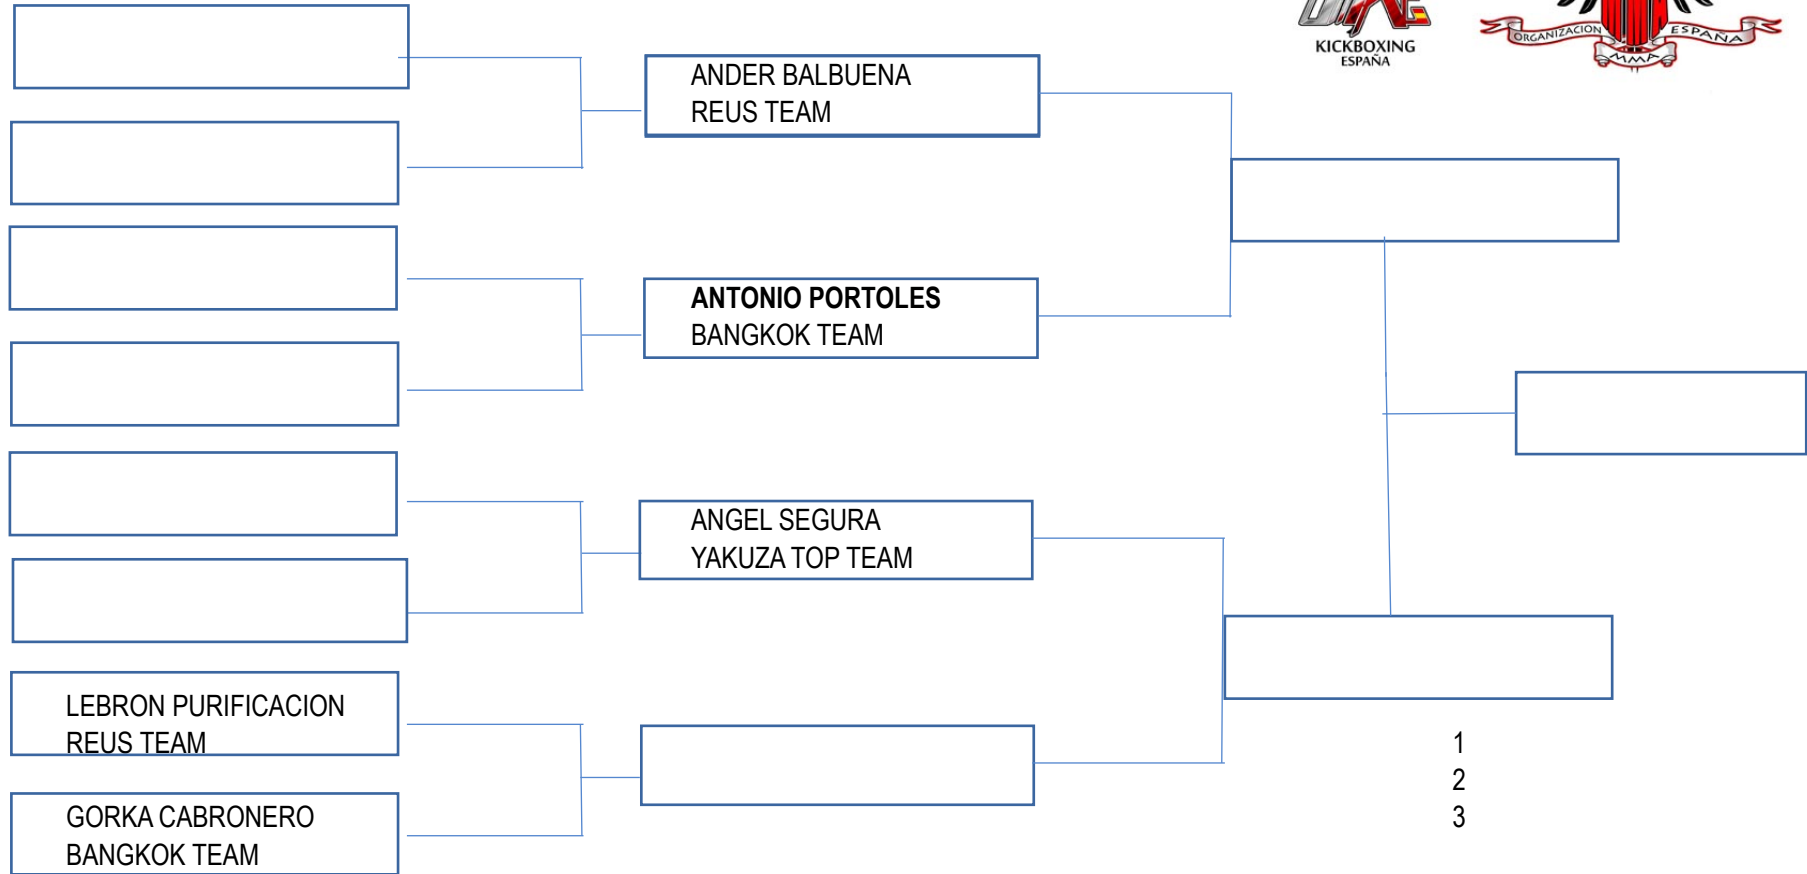 KICKBOXING
ESPAÑA
ORGANIZACION ESPAÑA
MMA
ANDER BALBUENA
REUS TEAM
ANTONIO PORTOLES
BANGKOK TEAM
ANGEL SEGURA
YAKUZA TOP TEAM
LEBRON PURIFICACION
REUS TEAM
GORKA CABRONERO
BANGKOK TEAM
1
2
3